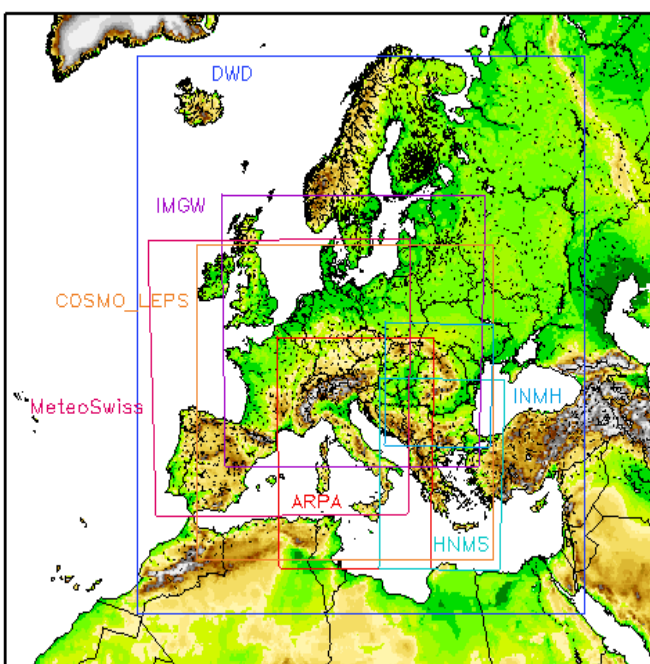 DWD
IMGW
COSMO_LEPS
MeteoSwiss
INMH
ARPA
HNMS